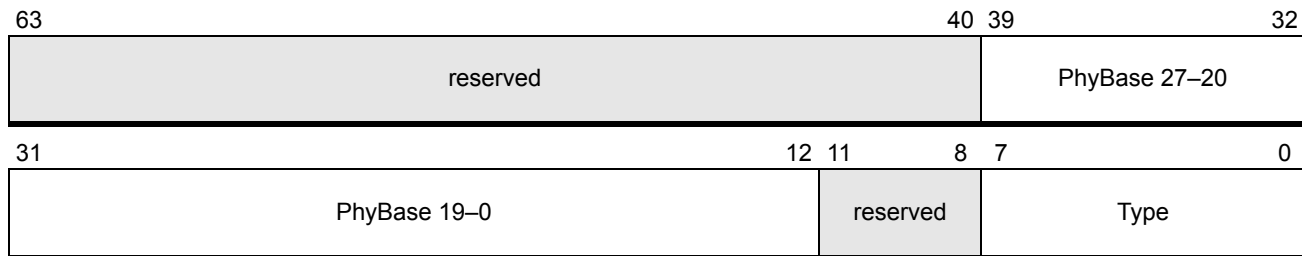 63 40 39 32
reserved PhyBase 27–20
31 12 11 8 7 0
PhyBase 19–0 reserved Type